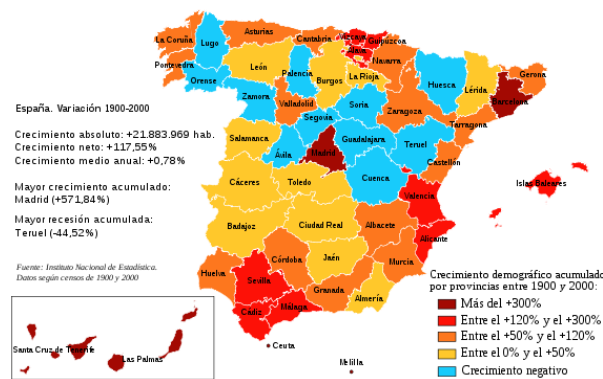 La Coruña
Lugo
Asturias
Cantabria
Vizcaya
Guipúzcoa
Álava
Navarra
Pontevedra
Orense
León
Palencia
Burgos
La Rioja
Huesca
Lérida
Gerona
Barcelona
Zamora
Valladolid
Soria
Zaragoza
Tarragona
Segovia
Salamanca
Ávila
Madrid
Guadalajara
Teruel
Castellón
Cáceres
Toledo
Cuenca
Valencia
Islas Baleares
Badajoz
Ciudad Real
Albacete
Alicante
Huelva
Sevilla
Córdoba
Jaén
Murcia
Cádiz
Málaga
Granada
Almería
Ceuta
Melilla
Santa Cruz de Tenerife
Las Palmas
España. Variación 1900-2000
Crecimiento absoluto: +21.883.969 hab.
Crecimiento neto: +117,55%
Crecimiento medio anual: +0,78%
Mayor crecimiento acumulado:
Madrid (+571,84%)
Mayor recesión acumulada:
Teruel (-44,52%)
Fuente: Instituto Nacional de Estadística.
Datos según censos de 1900 y 2000
Crecimiento demográfico acumulado
por provincias entre 1900 y 2000:
Más del +300%
Entre el +120% y el +300%
Entre el +50% y el +120%
Entre el 0% y el +50%
Crecimiento negativo